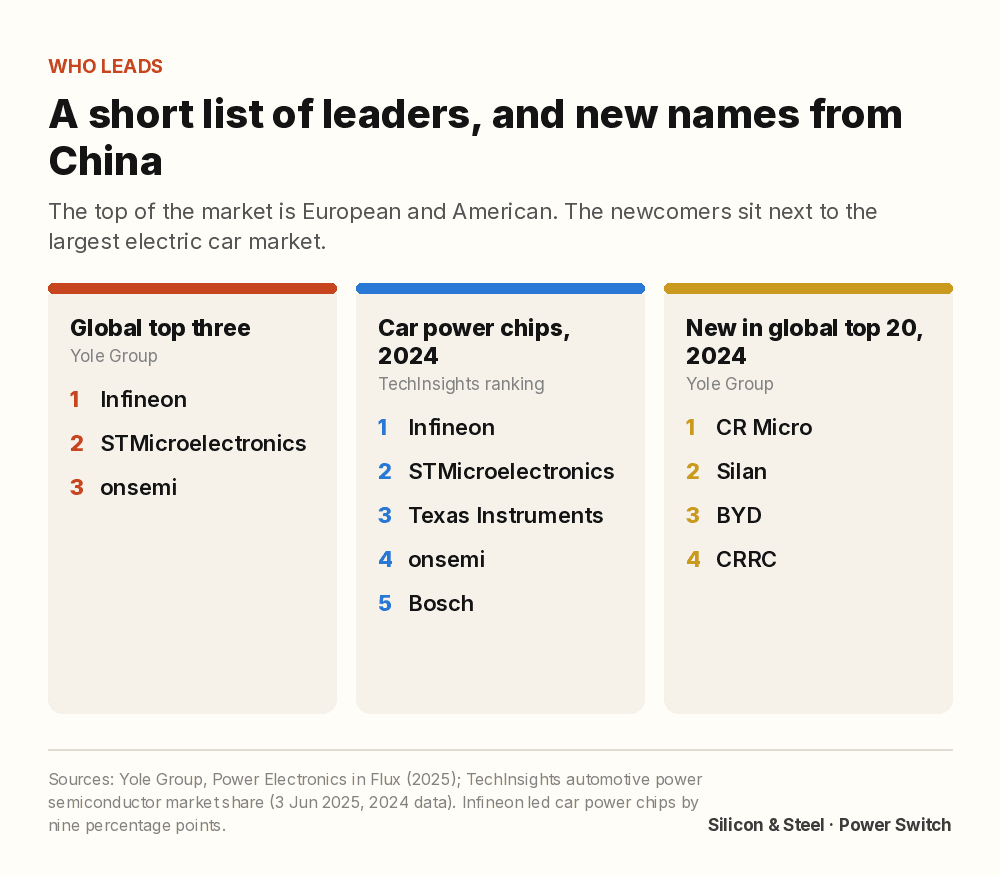 WHO LEADS
A short list of leaders, and new names from
China
The top of the market is European and American. The newcomers sit next to the
largest electric car market.
Global top three
Yole Group
1 Infineon
2 STMicroelectronics
3 onsemi
Car power chips,
2024
TechInsights ranking
1 Infineon
2 STMicroelectronics
3 Texas Instruments
4 onsemi
5 Bosch
New in global top 20,
2024
Yole Group
1 CR Micro
2 Silan
3 BYD
4 CRRC
Sources: Yole Group, Power Electronics in Flux (2025); TechInsights automotive power
semiconductor market share (3 Jun 2025, 2024 data). Infineon led car power chips by
nine percentage points.
Silicon & Steel · Power Switch